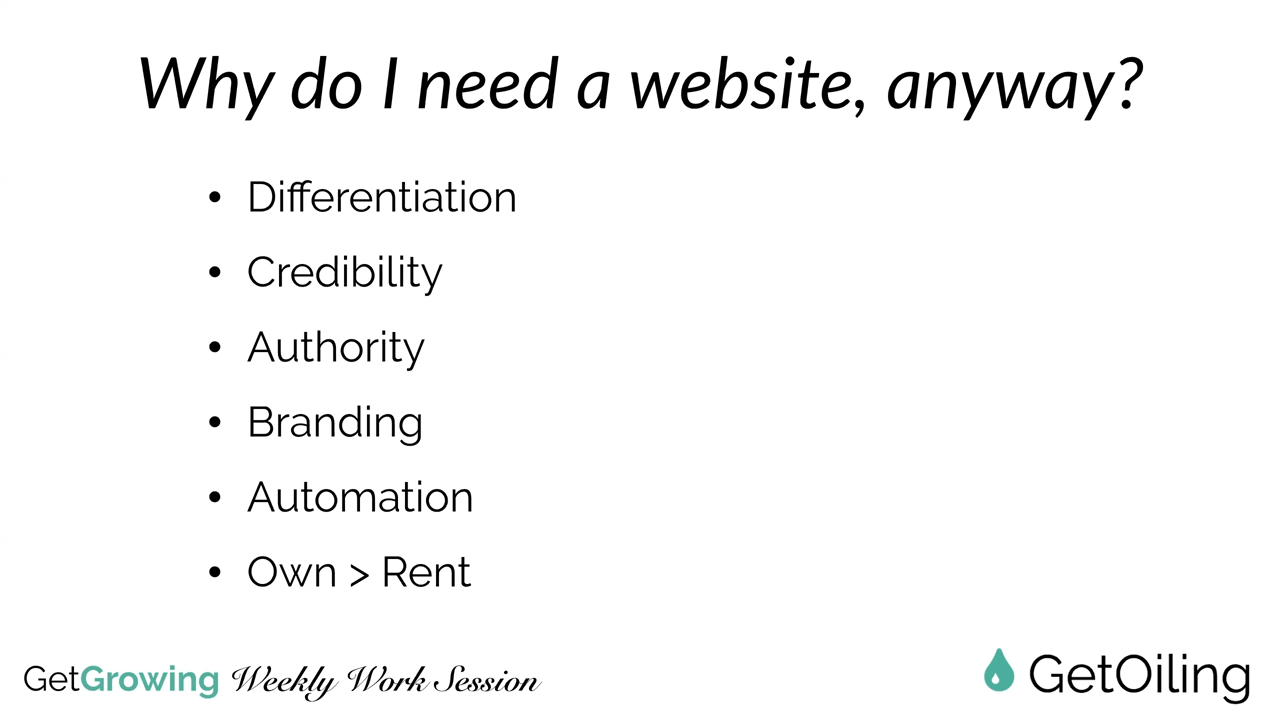 Why do I need a website, anyway?
• Differentiation
• Credibility
• Authority
• Branding
• Automation
• Own > Rent
GetGrowing Weekly Work Session
GetOiling